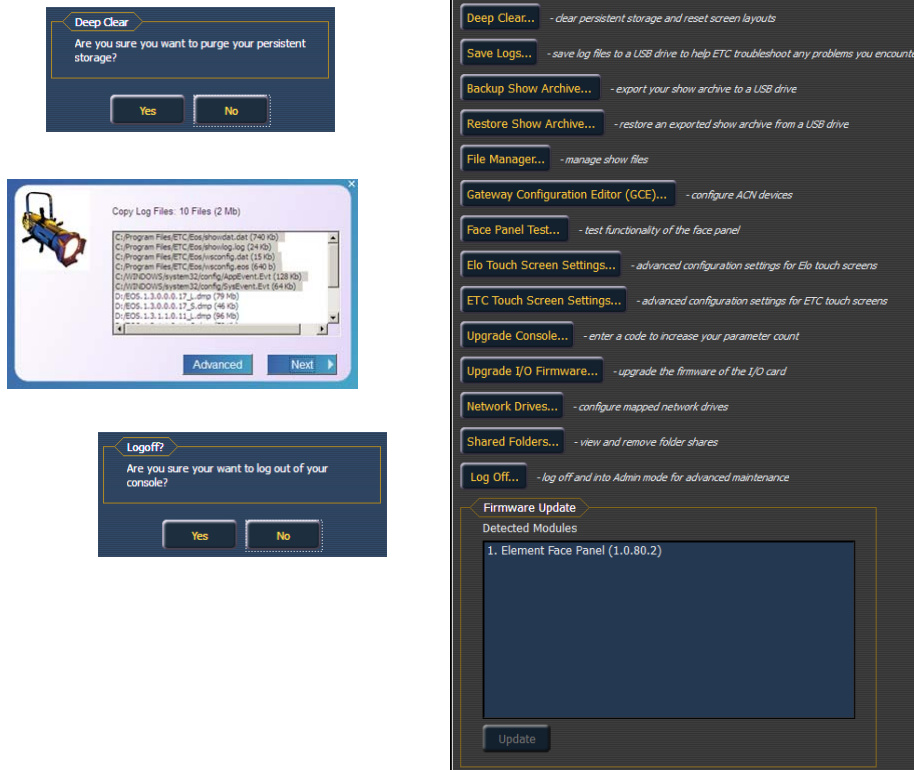 Deep Clear
Are you sure you want to purge your persistent
storage?
Yes No
Copy Log Files: 10 Files (2 Mb)
C:/Program Files/ETC/Eos/showdat.dat (740 Kb)
C:/Program Files/ETC/Eos/showlog.log (24 Kb)
C:/Program Files/ETC/Eos/wsconfig.dat (15 Kb)
C:/Program Files/ETC/Eos/wsconfig.eos (640 b)
C:/WINDOWS/system32/config/AppEvent.Evt (128 Kb)
C:/WINDOWS/system32/config/SysEvent.Evt (64 Kb)
D:/EOS.1.3.0.0.0.17_L.dmp (79 Mb)
D:/EOS.1.3.0.0.0.17_S.dmp (46 Kb)
D:/EOS.1.3.1.1.0.11_L.dmp (96 Mb)
Advanced Next
Logoff?
Are you sure your want to log out of your
console?
Yes No
Deep Clear... - clear persistent storage and reset screen layouts
Save Logs... - save log files to a USB drive to help ETC troubleshoot any problems you encounte
Backup Show Archive... - export your show archive to a USB drive
Restore Show Archive... - restore an exported show archive from a USB drive
File Manager... - manage show files
Gateway Configuration Editor (GCE)... - configure ACN devices
Face Panel Test... - test functionality of the face panel
Elo Touch Screen Settings... - advanced configuration settings for Elo touch screens
ETC Touch Screen Settings... - advanced configuration settings for ETC touch screens
Upgrade Console... - enter a code to increase your parameter count
Upgrade I/O Firmware... - upgrade the firmware of the I/O card
Network Drives... - configure mapped network drives
Shared Folders... - view and remove folder shares
Log Off... - log off and into Admin mode for advanced maintenance
Firmware Update
Detected Modules
1. Element Face Panel (1.0.80.2)
Update